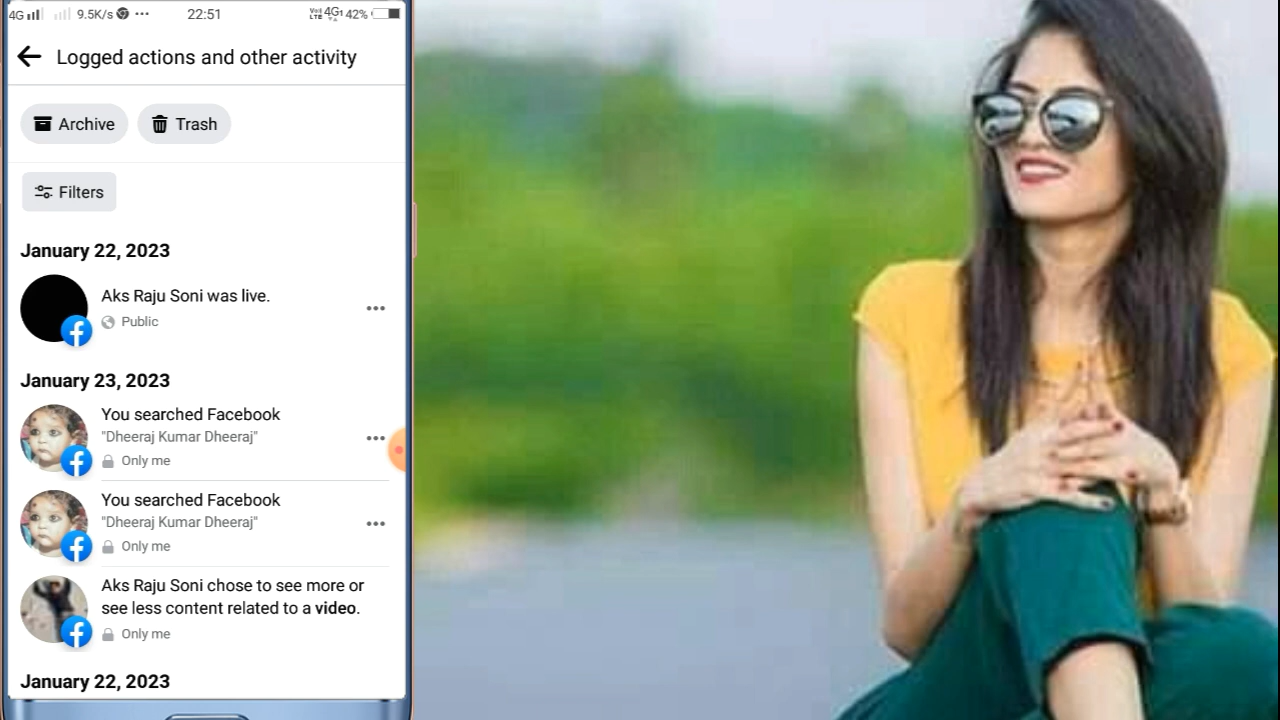 4G 9.5K/s 22:51 VoLTE 4G 42%
Logged actions and other activity
Archive Trash
Filters
January 22, 2023
Aks Raju Soni was live.
Public
January 23, 2023
You searched Facebook
"Dheeraj Kumar Dheeraj"
Only me
You searched Facebook
"Dheeraj Kumar Dheeraj"
Only me
Aks Raju Soni chose to see more or
see less content related to a video.
Only me
January 22, 2023